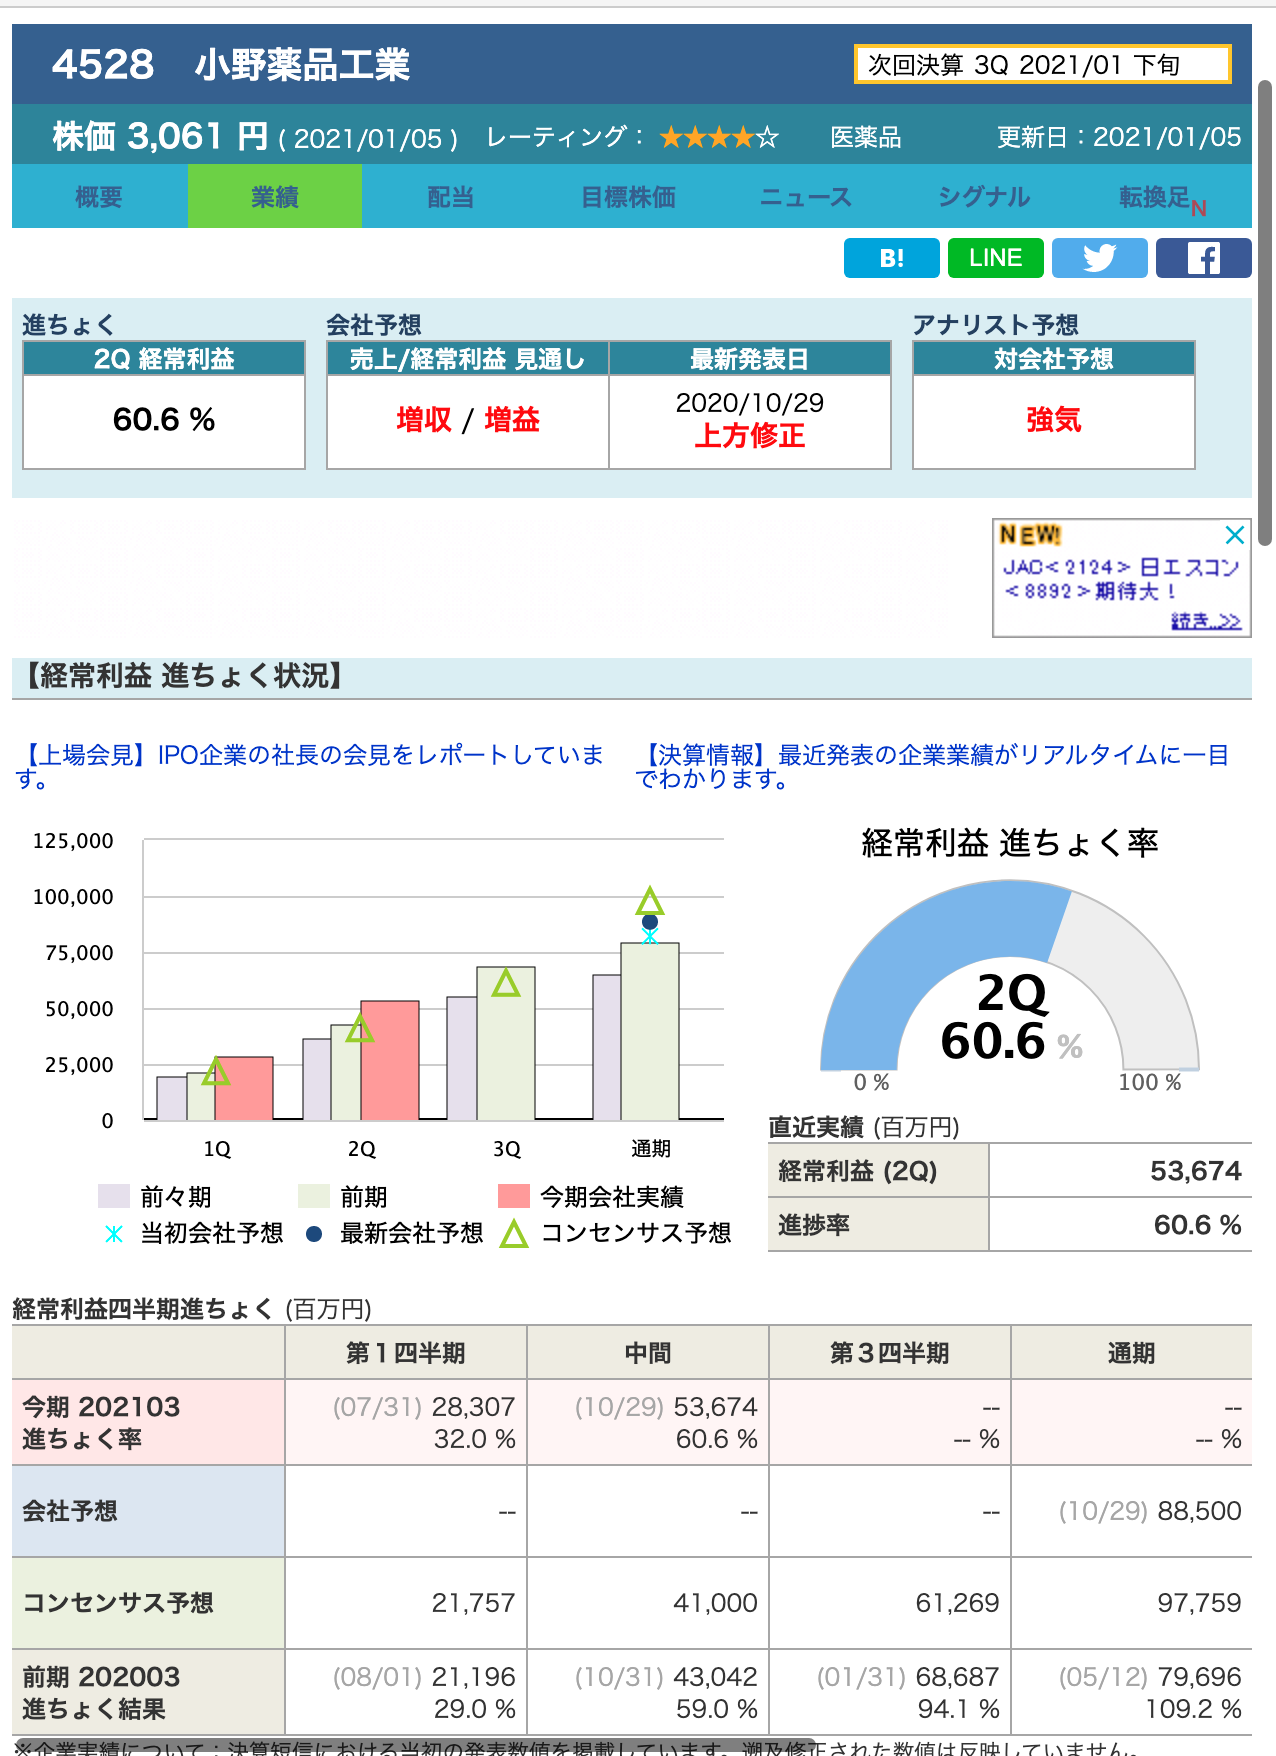 4528 小野薬品工業
次回決算 3Q 2021/01 下旬
株価 3,061 円 ( 2021/01/05 ) レーティング： ★★★★☆ 医薬品 更新日：2021/01/05
概要 業績 配当 目標株価 ニュース シグナル 転換足N
B! LINE
進ちょく 会社予想 アナリスト予想
2Q 経常利益 売上/経常利益 見通し 最新発表日 対会社予想
60.6 % 増収 / 増益 2020/10/29 強気
上方修正
NEW!
JAC<2124> 日エスコン
<8892>期待大！
続き..>>
【経常利益 進ちょく状況】
【上場会見】IPO企業の社長の会見をレポートしていま
す。
【決算情報】最近発表の企業業績がリアルタイムに一目
でわかります。
125,000
100,000
75,000
50,000
25,000
0
1Q 2Q 3Q 通期
前々期 前期 今期会社実績
当初会社予想 最新会社予想 コンセンサス予想
経常利益 進ちょく率
2Q
60.6 %
0 % 100 %
直近実績 (百万円)
経常利益 (2Q) 53,674
進捗率 60.6 %
経常利益四半期進ちょく (百万円)
第１四半期 中間 第３四半期 通期
今期 202103 (07/31) 28,307 (10/29) 53,674 -- --
進ちょく率 32.0 % 60.6 % -- % -- %
会社予想 -- -- -- (10/29) 88,500
コンセンサス予想 21,757 41,000 61,269 97,759
前期 202003 (08/01) 21,196 (10/31) 43,042 (01/31) 68,687 (05/12) 79,696
進ちょく結果 29.0 % 59.0 % 94.1 % 109.2 %
※企業実績について：決算短信における当初の発表数値を掲載しています。遡及修正された数値は反映していません。